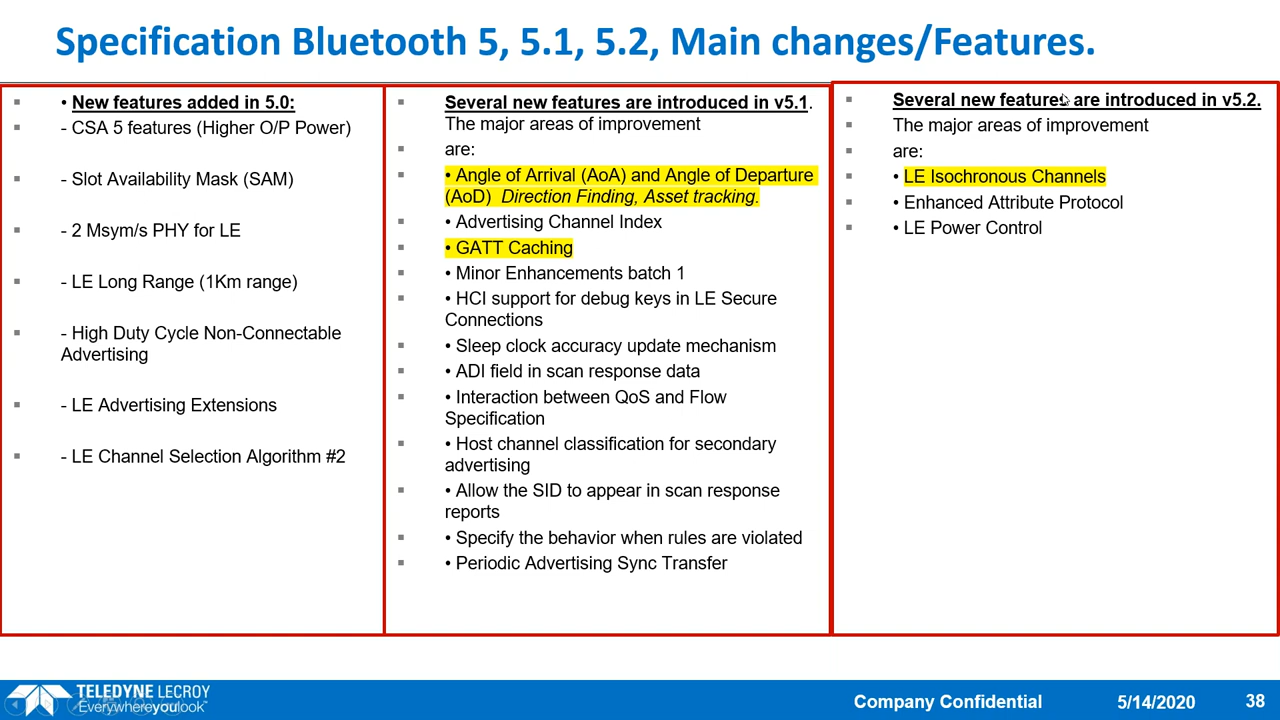 Specification Bluetooth 5, 5.1, 5.2, Main changes/Features.
• New features added in 5.0:
- CSA 5 features (Higher O/P Power)
- Slot Availability Mask (SAM)
- 2 Msym/s PHY for LE
- LE Long Range (1Km range)
- High Duty Cycle Non-Connectable
Advertising
- LE Advertising Extensions
- LE Channel Selection Algorithm #2
Several new features are introduced in v5.1.
The major areas of improvement
are:
• Angle of Arrival (AoA) and Angle of Departure
(AoD) Direction Finding, Asset tracking.
• Advertising Channel Index
• GATT Caching
• Minor Enhancements batch 1
• HCI support for debug keys in LE Secure
Connections
• Sleep clock accuracy update mechanism
• ADI field in scan response data
• Interaction between QoS and Flow
Specification
• Host channel classification for secondary
advertising
• Allow the SID to appear in scan response
reports
• Specify the behavior when rules are violated
• Periodic Advertising Sync Transfer
Several new features are introduced in v5.2.
The major areas of improvement
are:
• LE Isochronous Channels
• Enhanced Attribute Protocol
• LE Power Control
TELEDYNE LECROY
Everywhereyoulook™
Company Confidential
5/14/2020
38